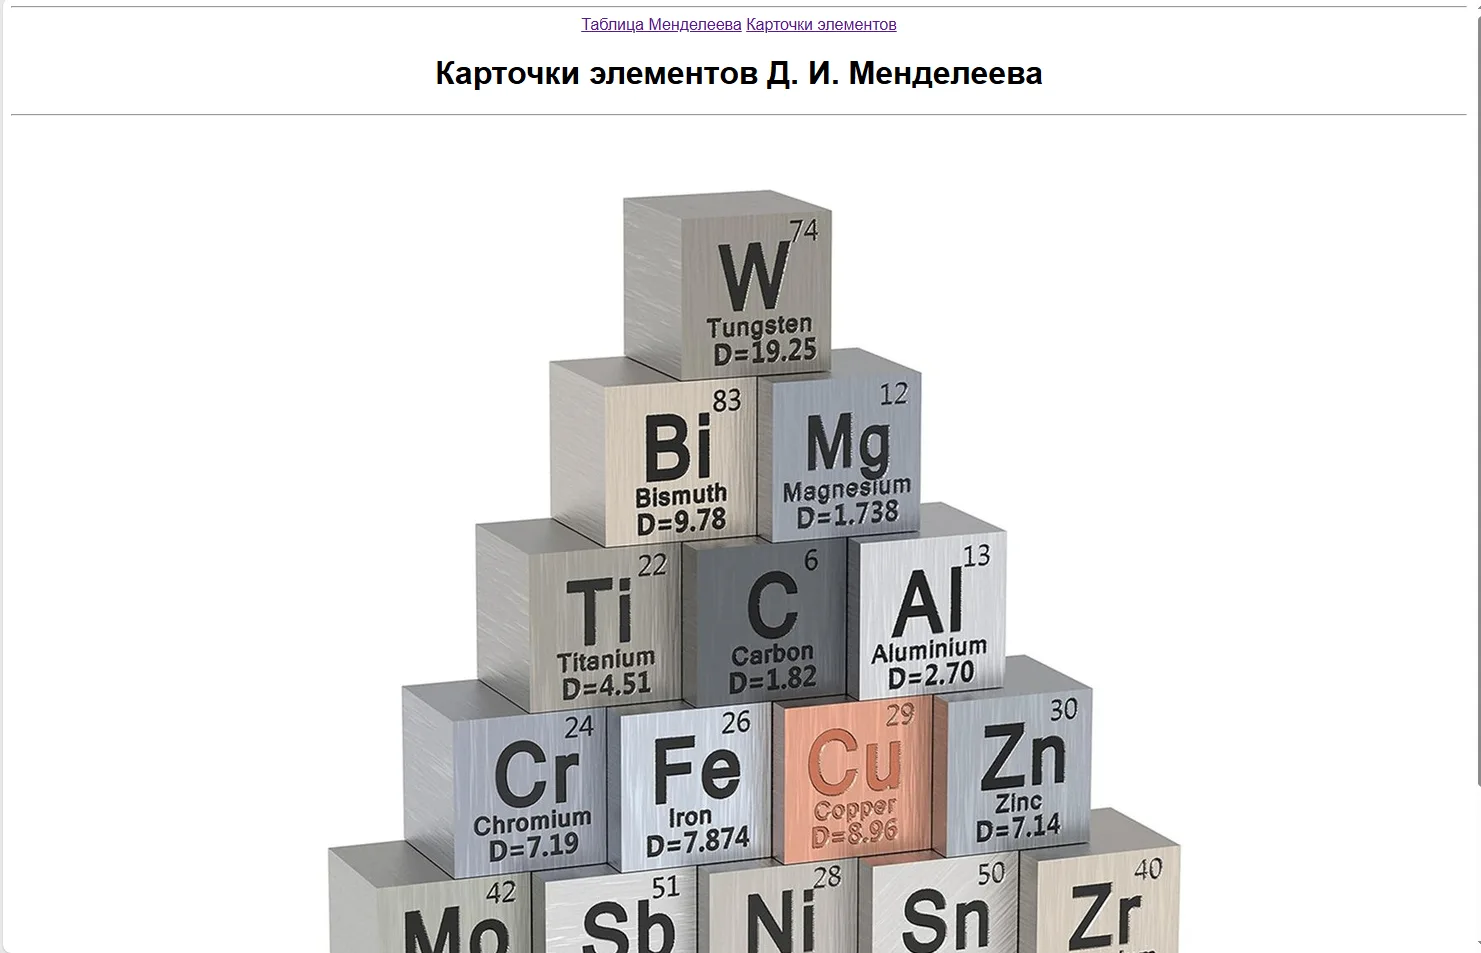 Таблица Менделеева Карточки элементов
Карточки элементов Д. И. Менделеева
74
W
Tungsten
D=19.25
83
Bi
Bismuth
D=9.78
12
Mg
Magnesium
D=1.738
22
Ti
Titanium
D=4.51
6
C
Carbon
D=1.82
13
Al
Aluminium
D=2.70
24
Cr
Chromium
D=7.19
26
Fe
Iron
D=7.874
29
Cu
Copper
D=8.96
30
Zn
Zinc
D=7.14
42
Mo
51
Sb
28
Ni
50
Sn
40
Zr